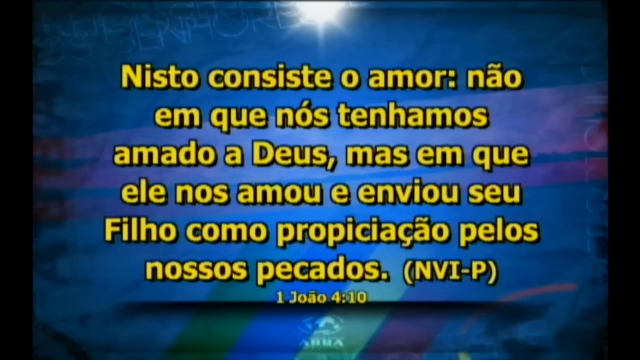 Nisto consiste o amor: não
em que nós tenhamos
amado a Deus, mas em que
ele nos amou e enviou seu
Filho como propiciação pelos
nossos pecados. (NVI-P)
1 João 4:10
ABBA